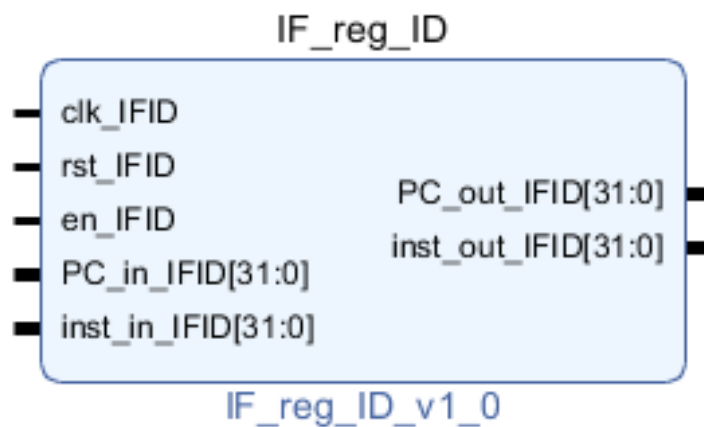 IF_reg_ID
clk_IFID
rst_IFID
en_IFID
PC_in_IFID[31:0]
inst_in_IFID[31:0]
PC_out_IFID[31:0]
inst_out_IFID[31:0]
IF_reg_ID_v1_0